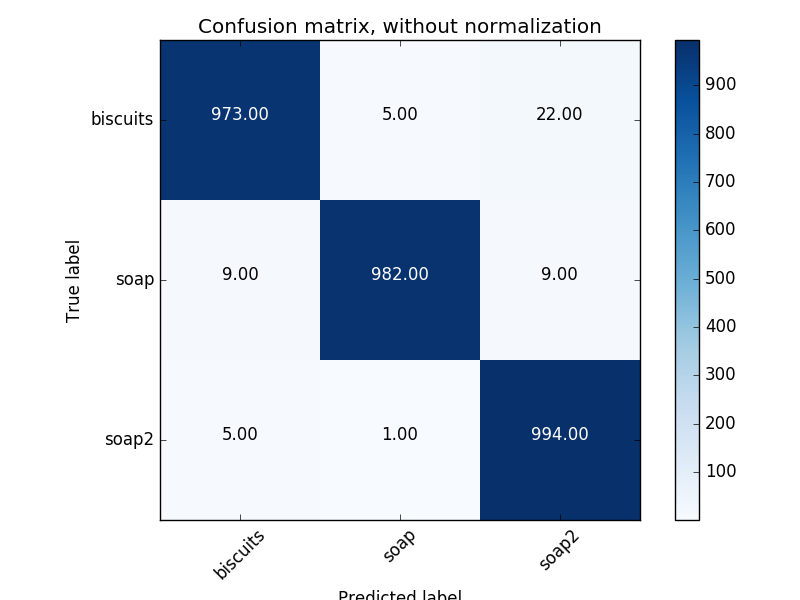 Confusion matrix, without normalization
biscuits 973.00 5.00 22.00
soap 9.00 982.00 9.00
soap2 5.00 1.00 994.00
True label
biscuits soap soap2
Predicted label
900
800
700
600
500
400
300
200
100